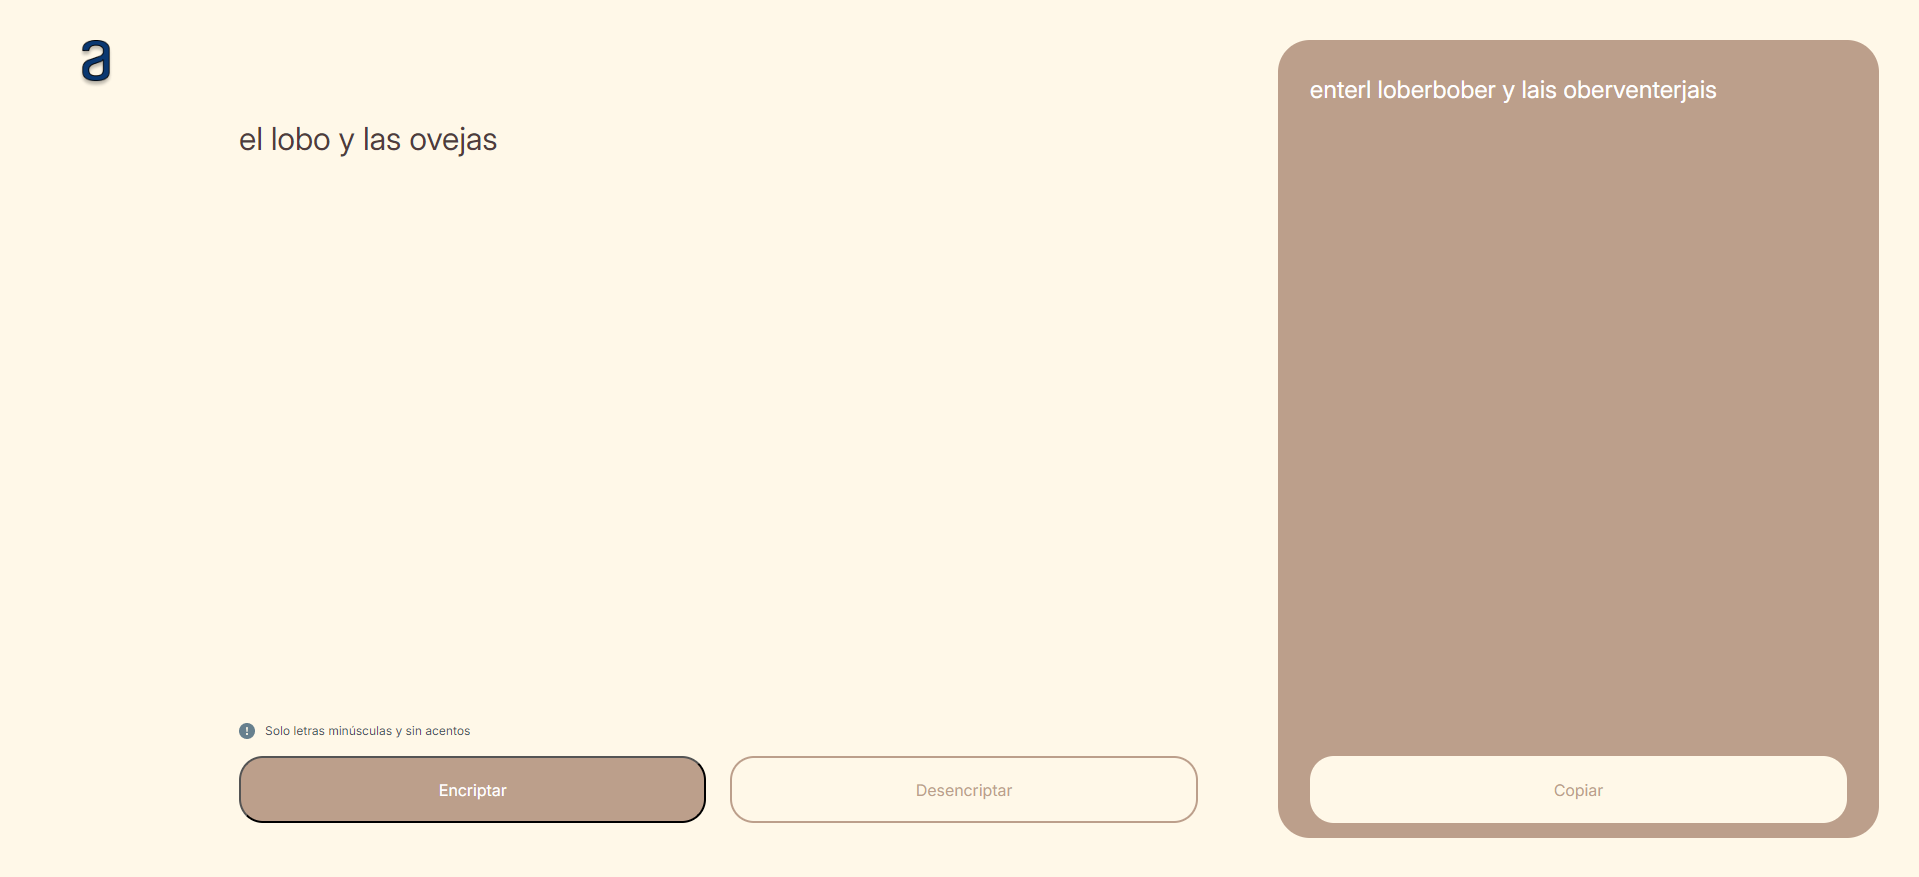 a
el lobo y las ovejas
Solo letras minúsculas y sin acentos
Encriptar
Desencriptar
enterl loberbober y lais oberventerjais
Copiar